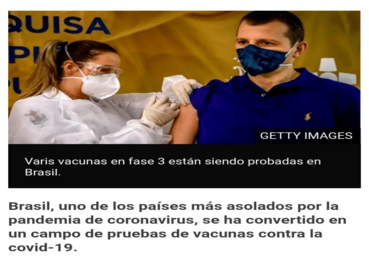 QUISA
GETTY IMAGES
Varis vacunas en fase 3 están siendo probadas en
Brasil.
Brasil, uno de los países más asolados por la
pandemia de coronavirus, se ha convertido en
un campo de pruebas de vacunas contra la
covid-19.